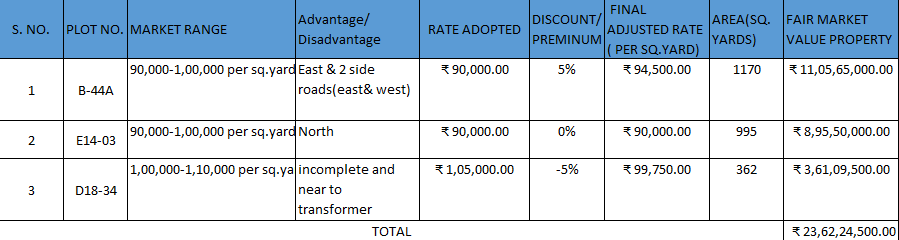 S. NO. PLOT NO. MARKET RANGE Advantage/ Disadvantage RATE ADOPTED DISCOUNT/ PREMINUM FINAL ADJUSTED RATE ( PER SQ.YARD) AREA(SQ. YARDS) FAIR MARKET VALUE PROPERTY
1 B-44A 90,000-1,00,000 per sq.yard East & 2 side roads(east& west) ₹ 90,000.00 5% ₹ 94,500.00 1170 ₹ 11,05,65,000.00
2 E14-03 90,000-1,00,000 per sq.yard North ₹ 90,000.00 0% ₹ 90,000.00 995 ₹ 8,95,50,000.00
3 D18-34 1,00,000-1,10,000 per sq.ya incomplete and near to transformer ₹ 1,05,000.00 -5% ₹ 99,750.00 362 ₹ 3,61,09,500.00
TOTAL ₹ 23,62,24,500.00